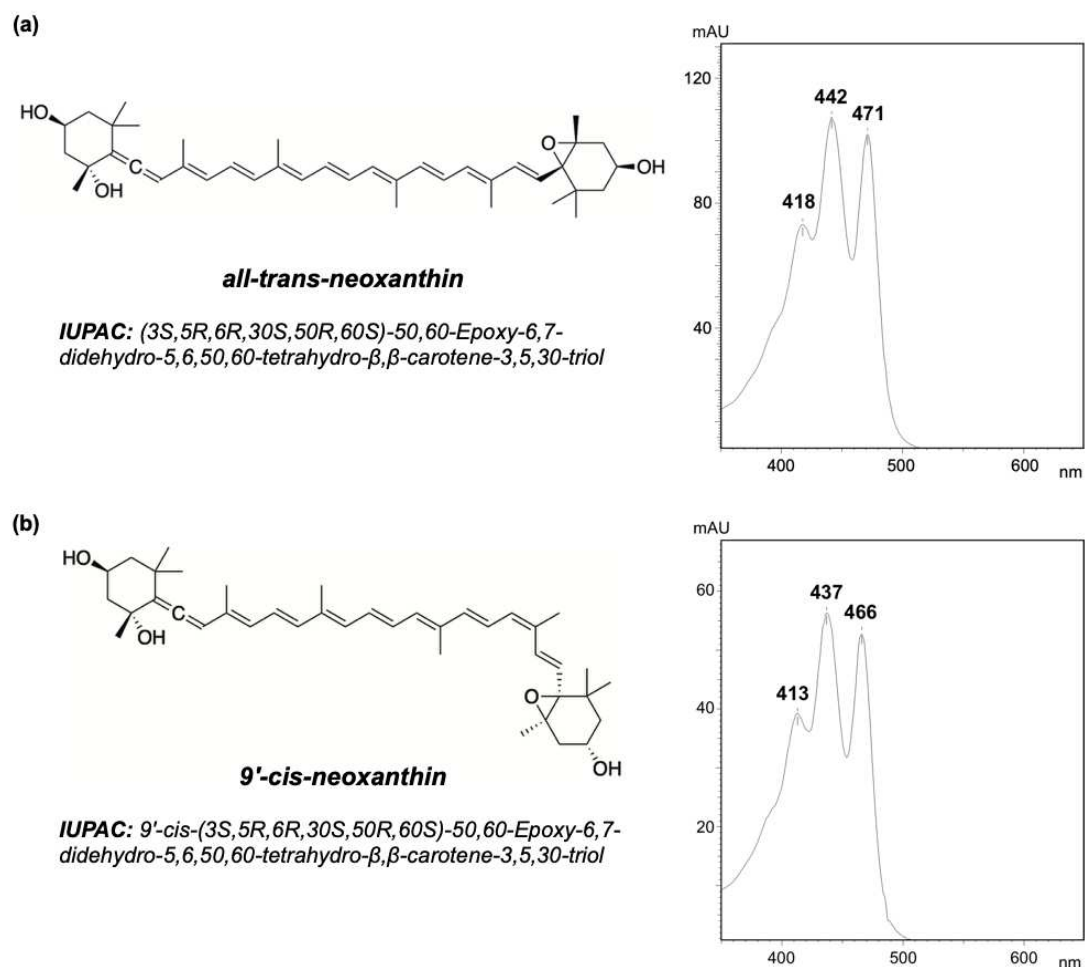 (a)
HO
C
OH
O
OH
all-trans-neoxanthin
IUPAC: (3S,5R,6R,30S,50R,60S)-50,60-Epoxy-6,7-
didehydro-5,6,50,60-tetrahydro-β,β-carotene-3,5,30-triol
mAU
120
80
40
442
471
418
400
500
600
nm
(b)
HO
C
OH
O
OH
9'-cis-neoxanthin
IUPAC: 9'-cis-(3S,5R,6R,30S,50R,60S)-50,60-Epoxy-6,7-
didehydro-5,6,50,60-tetrahydro-β,β-carotene-3,5,30-triol
mAU
60
40
20
437
466
413
400
500
600
nm